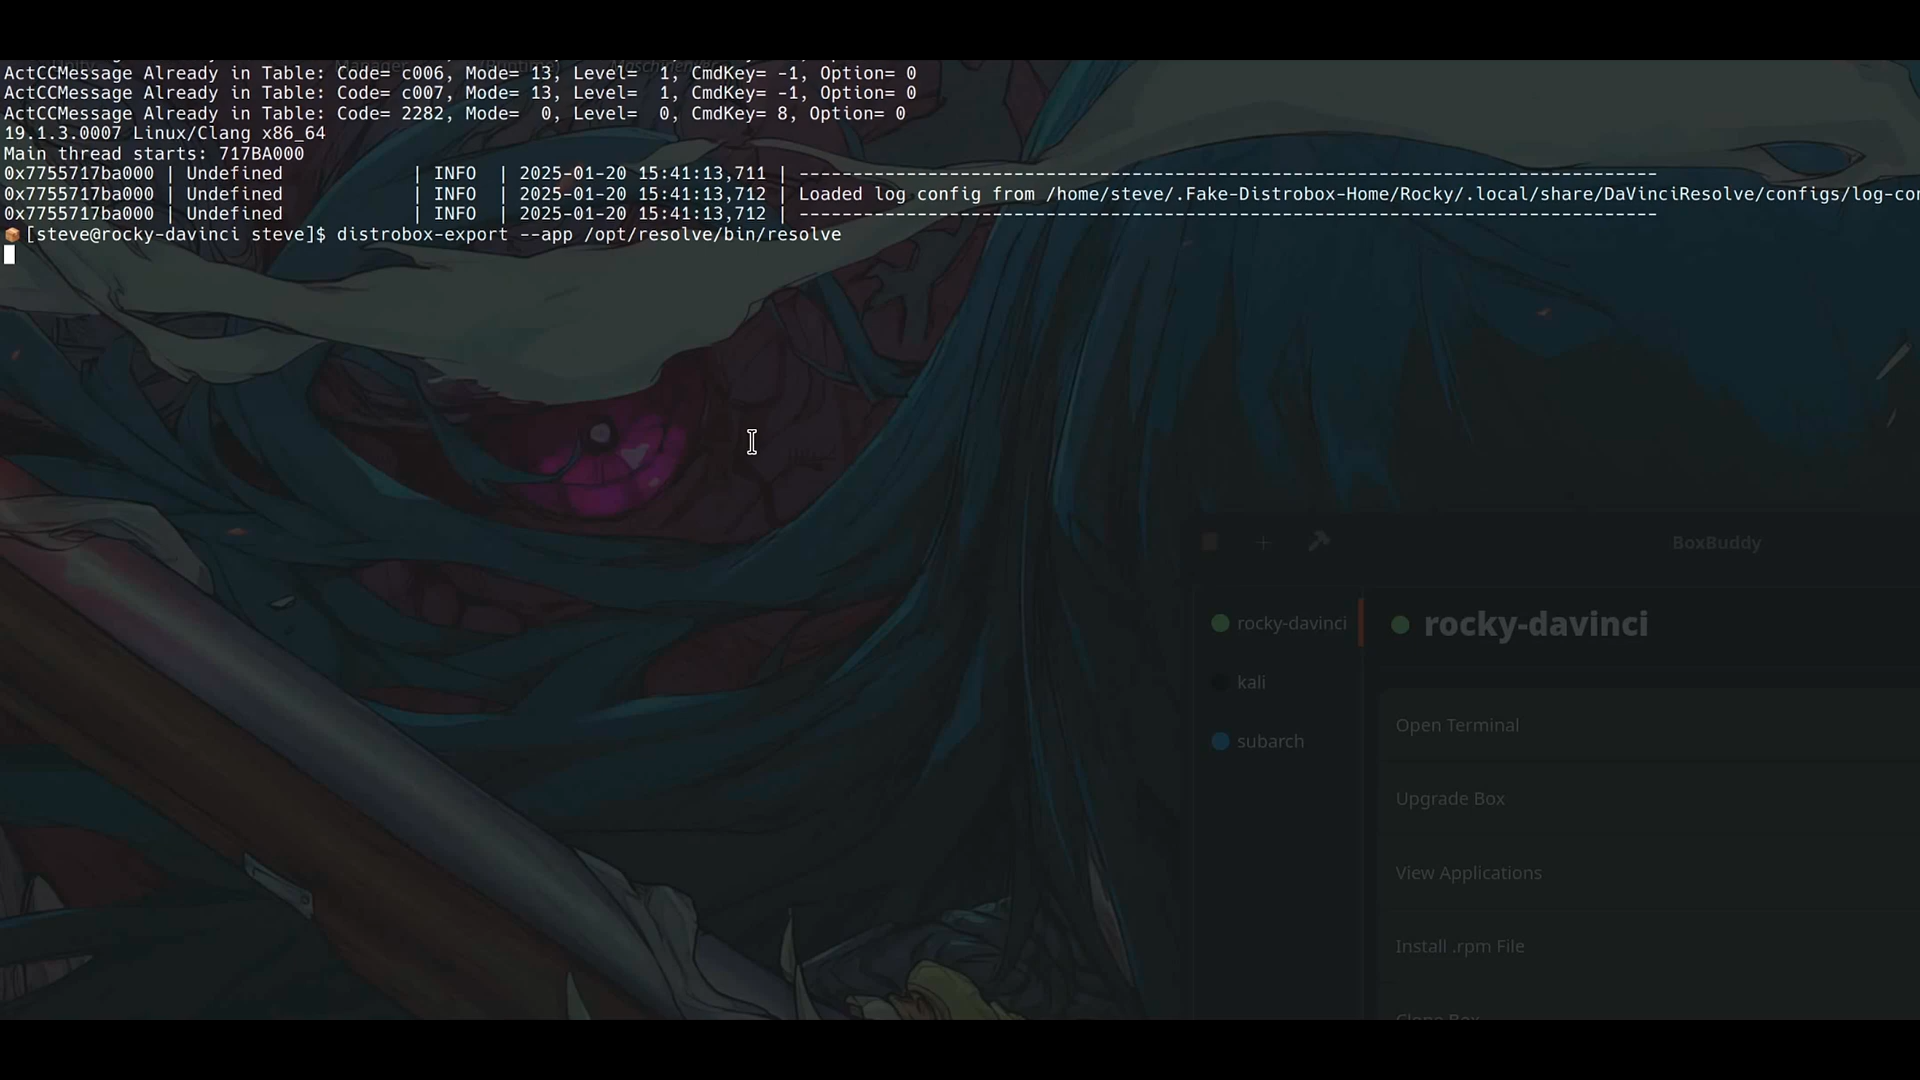 ActCCMessage Already in Table: Code= c006, Mode= 13, Level=  1, CmdKey= -1, Option= 0
ActCCMessage Already in Table: Code= c007, Mode= 13, Level=  1, CmdKey= -1, Option= 0
ActCCMessage Already in Table: Code= 2282, Mode=  0, Level=  0, CmdKey= 8, Option= 0
19.1.3.0007 Linux/Clang x86_64
Main thread starts: 717BA000
0x7755717ba000 | Undefined            | INFO  | 2025-01-20 15:41:13,711 | --------------------------------------------------------------------------------
0x7755717ba000 | Undefined            | INFO  | 2025-01-20 15:41:13,712 | Loaded log config from /home/steve/.Fake-Distrobox-Home/Rocky/.local/share/DaVinciResolve/configs/log-con
0x7755717ba000 | Undefined            | INFO  | 2025-01-20 15:41:13,712 | --------------------------------------------------------------------------------
[steve@rocky-davinci steve]$ distrobox-export --app /opt/resolve/bin/resolve
BoxBuddy
rocky-davinci
rocky-davinci
kali
subarch
Open Terminal
Upgrade Box
View Applications
Install .rpm File
Clone Box